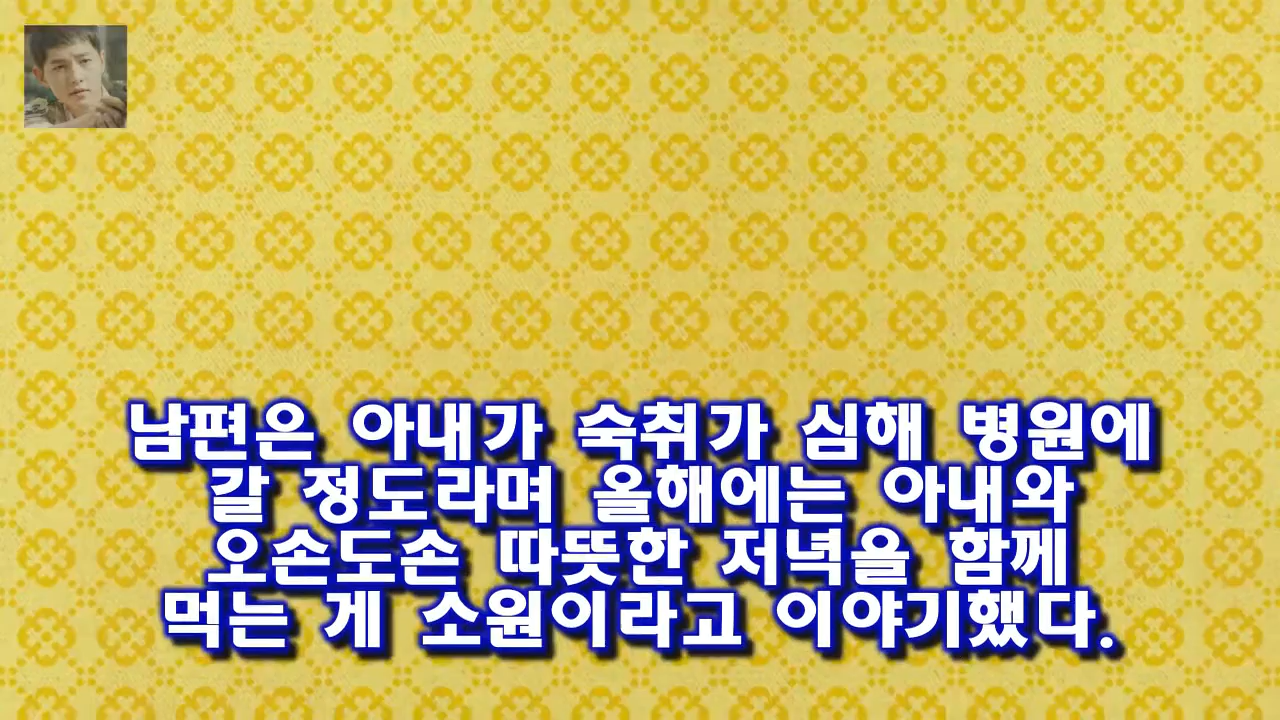 남편은 아내가 숙취가 심해 병원에
갈 정도라며 올해에는 아내와
오손도손 따뜻한 저녁을 함께
먹는 게 소원이라고 이야기했다.